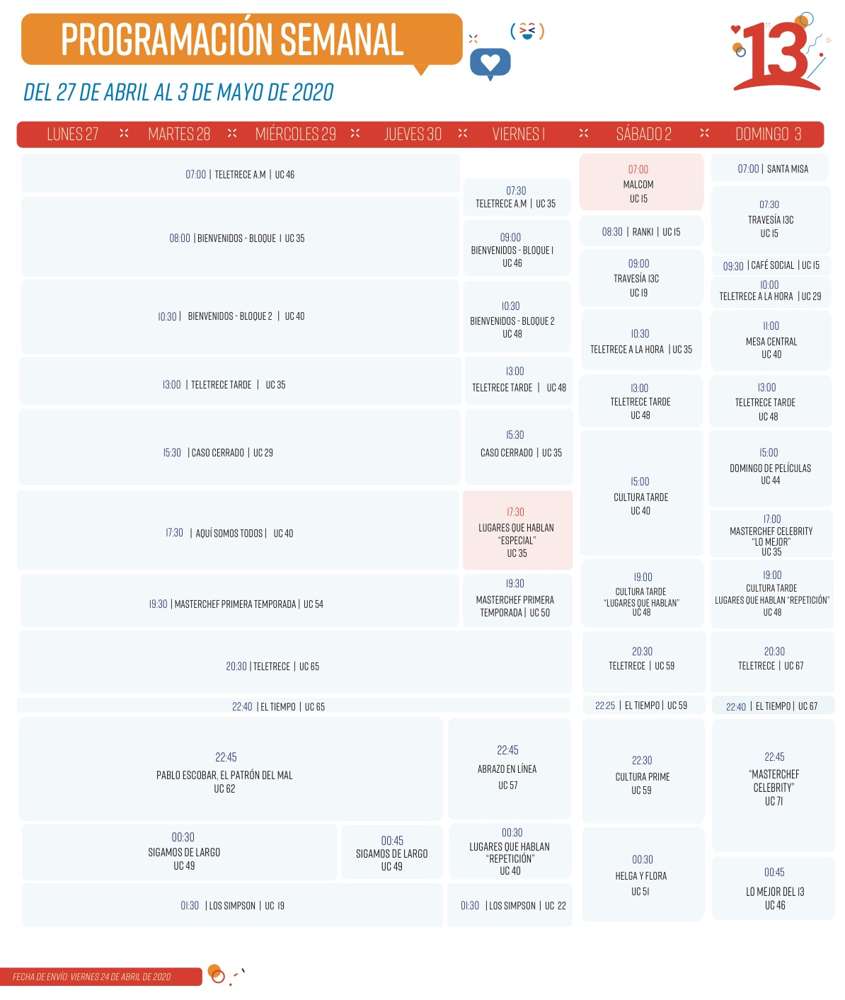 PROGRAMACIÓN SEMANAL
13
DEL 27 DE ABRIL AL 3 DE MAYO DE 2020
LUNES 27 MARTES 28 MIÉRCOLES 29 JUEVES 30 VIERNES 1 SÁBADO 2 DOMINGO 3
07:00 | TELETRECE A.M | UC 46
08:00 | BIENVENIDOS - BLOQUE 1 UC 35
10:30 | BIENVENIDOS - BLOQUE 2 | UC 40
13:00 | TELETRECE TARDE | UC 35
15:30 | CASO CERRADO | UC 29
17:30 | AQUÍ SOMOS TODOS | UC 40
19:30 | MASTERCHEF PRIMERA TEMPORADA | UC 54
20:30 | TELETRECE | UC 65
22:40 | EL TIEMPO | UC 65
22:45
PABLO ESCOBAR, EL PATRÓN DEL MAL
UC 62
00:30
SIGAMOS DE LARGO
UC 49
00:45
SIGAMOS DE LARGO
UC 49
01:30 | LOS SIMPSON | UC 19
07:30
TELETRECE A.M | UC 35
09:00
BIENVENIDOS - BLOQUE 1
UC 46
10:30
BIENVENIDOS - BLOQUE 2
UC 48
13:00
TELETRECE TARDE | UC 48
15:30
CASO CERRADO | UC 35
17:30
LUGARES QUE HABLAN
“ESPECIAL”
UC 35
19:30
MASTERCHEF PRIMERA
TEMPORADA | UC 50
22:45
ABRAZO EN LÍNEA
UC 57
00:30
LUGARES QUE HABLAN
“REPETICIÓN”
UC 40
01:30 | LOS SIMPSON | UC 22
07:00
MALCOM
UC 15
08:30 | RANKI | UC 15
09:00
TRAVESÍA 13C
UC 19
10:30
TELETRECE A LA HORA | UC 35
13:00
TELETRECE TARDE
UC 48
15:00
CULTURA TARDE
UC 40
19:00
CULTURA TARDE
“LUGARES QUE HABLAN”
UC 48
20:30
TELETRECE | UC 59
22:25 | EL TIEMPO | UC 59
22:30
CULTURA PRIME
UC 59
00:30
HELGA Y FLORA
UC 51
07:00 | SANTA MISA
07:30
TRAVESÍA 13C
UC 15
09:30 | CAFÉ SOCIAL | UC 15
10:00
TELETRECE A LA HORA | UC 29
11:00
MESA CENTRAL
UC 40
13:00
TELETRECE TARDE
UC 48
15:00
DOMINGO DE PELÍCULAS
UC 44
17:00
MASTERCHEF CELEBRITY
“LO MEJOR”
UC 35
19:00
CULTURA TARDE
LUGARES QUE HABLAN “REPETICIÓN”
UC 48
20:30
TELETRECE | UC 67
22:40 | EL TIEMPO | UC 67
22:45
“MASTERCHEF
CELEBRITY”
UC 71
00:45
LO MEJOR DEL 13
UC 46
FECHA DE ENVÍO: VIERNES 24 DE ABRIL DE 2020